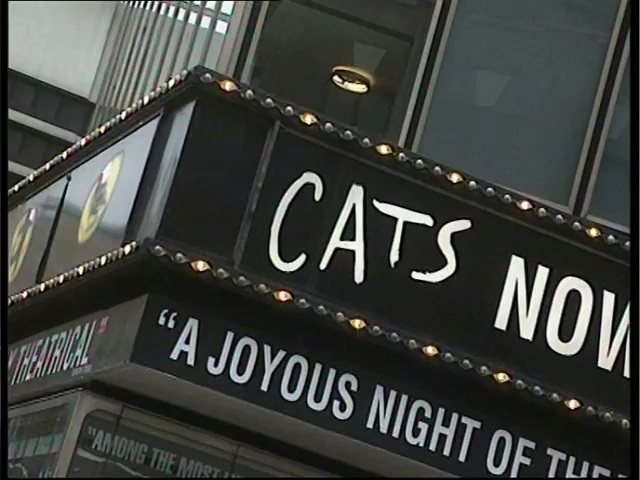 CATS NOW
"A JOYOUS NIGHT OF THE
THEATRICAL"
"AMONG THE MOST